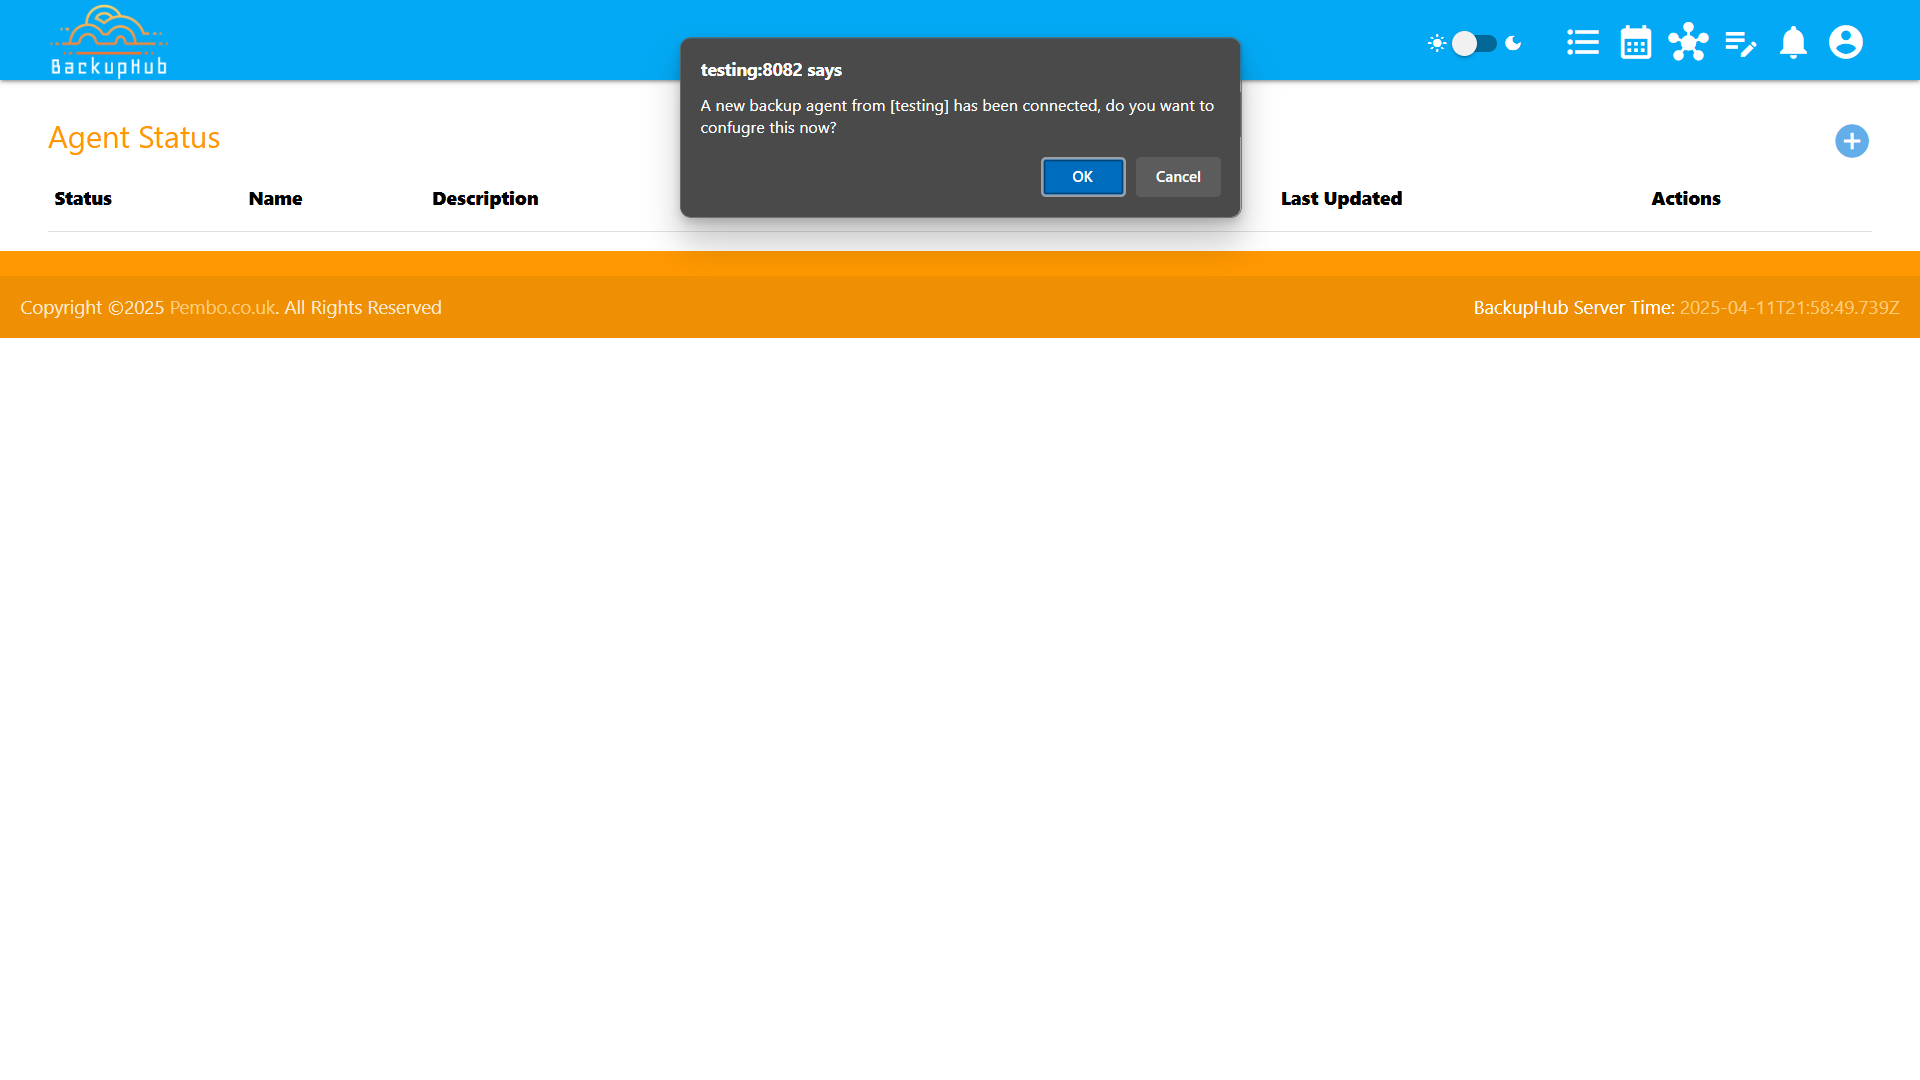 BackupHub
testing:8082 says
A new backup agent from [testing] has been connected, do you want to
confugre this now?
OK
Cancel
Agent Status
Status
Name
Description
Last Updated
Actions
Copyright ©2025 Pembo.co.uk. All Rights Reserved
BackupHub Server Time: 2025-04-11T21:58:49.739Z